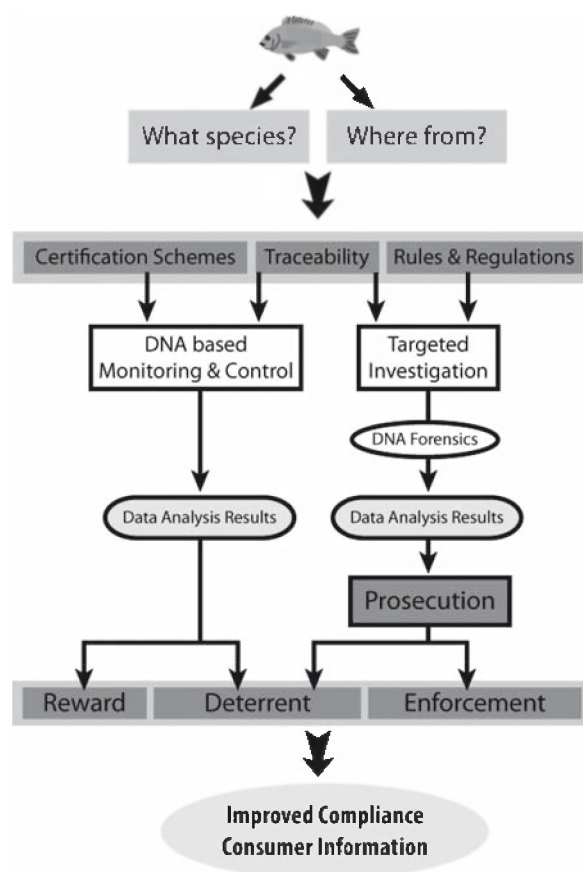 What species? Where from?
Certification Schemes Traceability Rules & Regulations
DNA based
Monitoring & Control
Targeted
Investigation
DNA Forensics
Data Analysis Results Data Analysis Results
Prosecution
Reward Deterrent Enforcement
Improved Compliance
Consumer Information